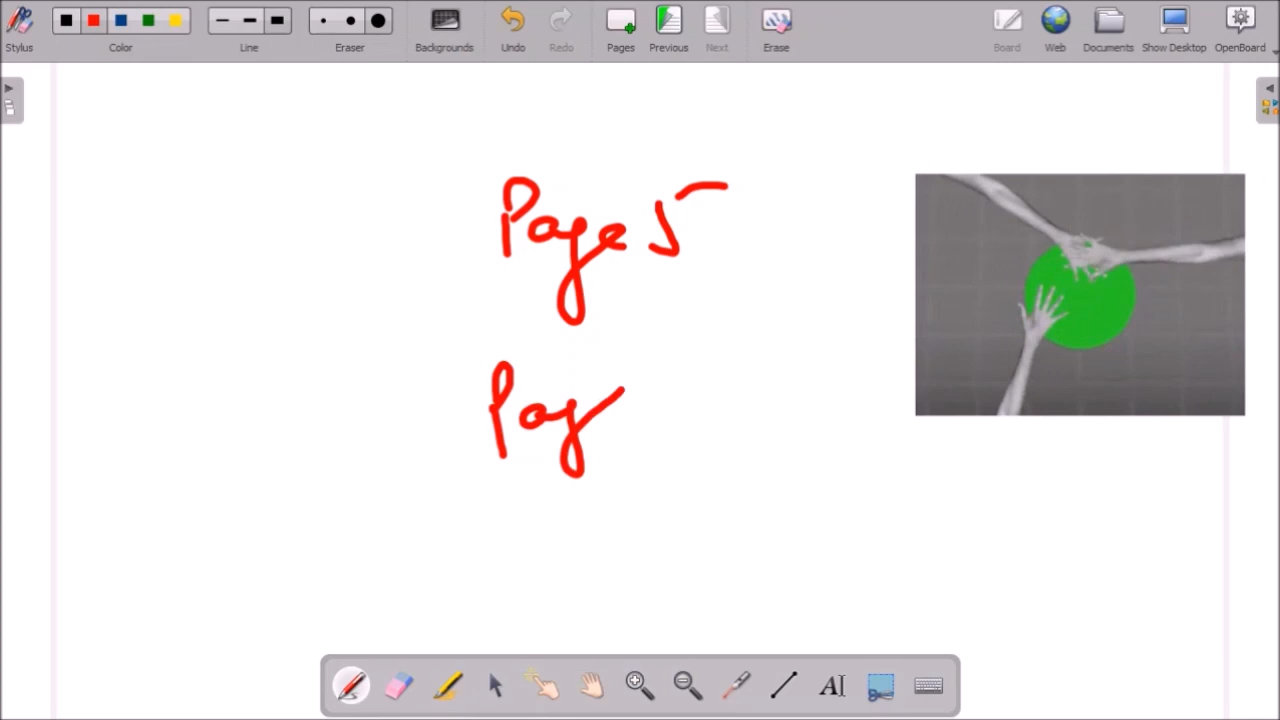 Stylus Color Line Eraser Backgrounds Undo Redo Pages Previous Next Erase Board Web Documents Show Desktop OpenBoard
Page 5
Pag
AI